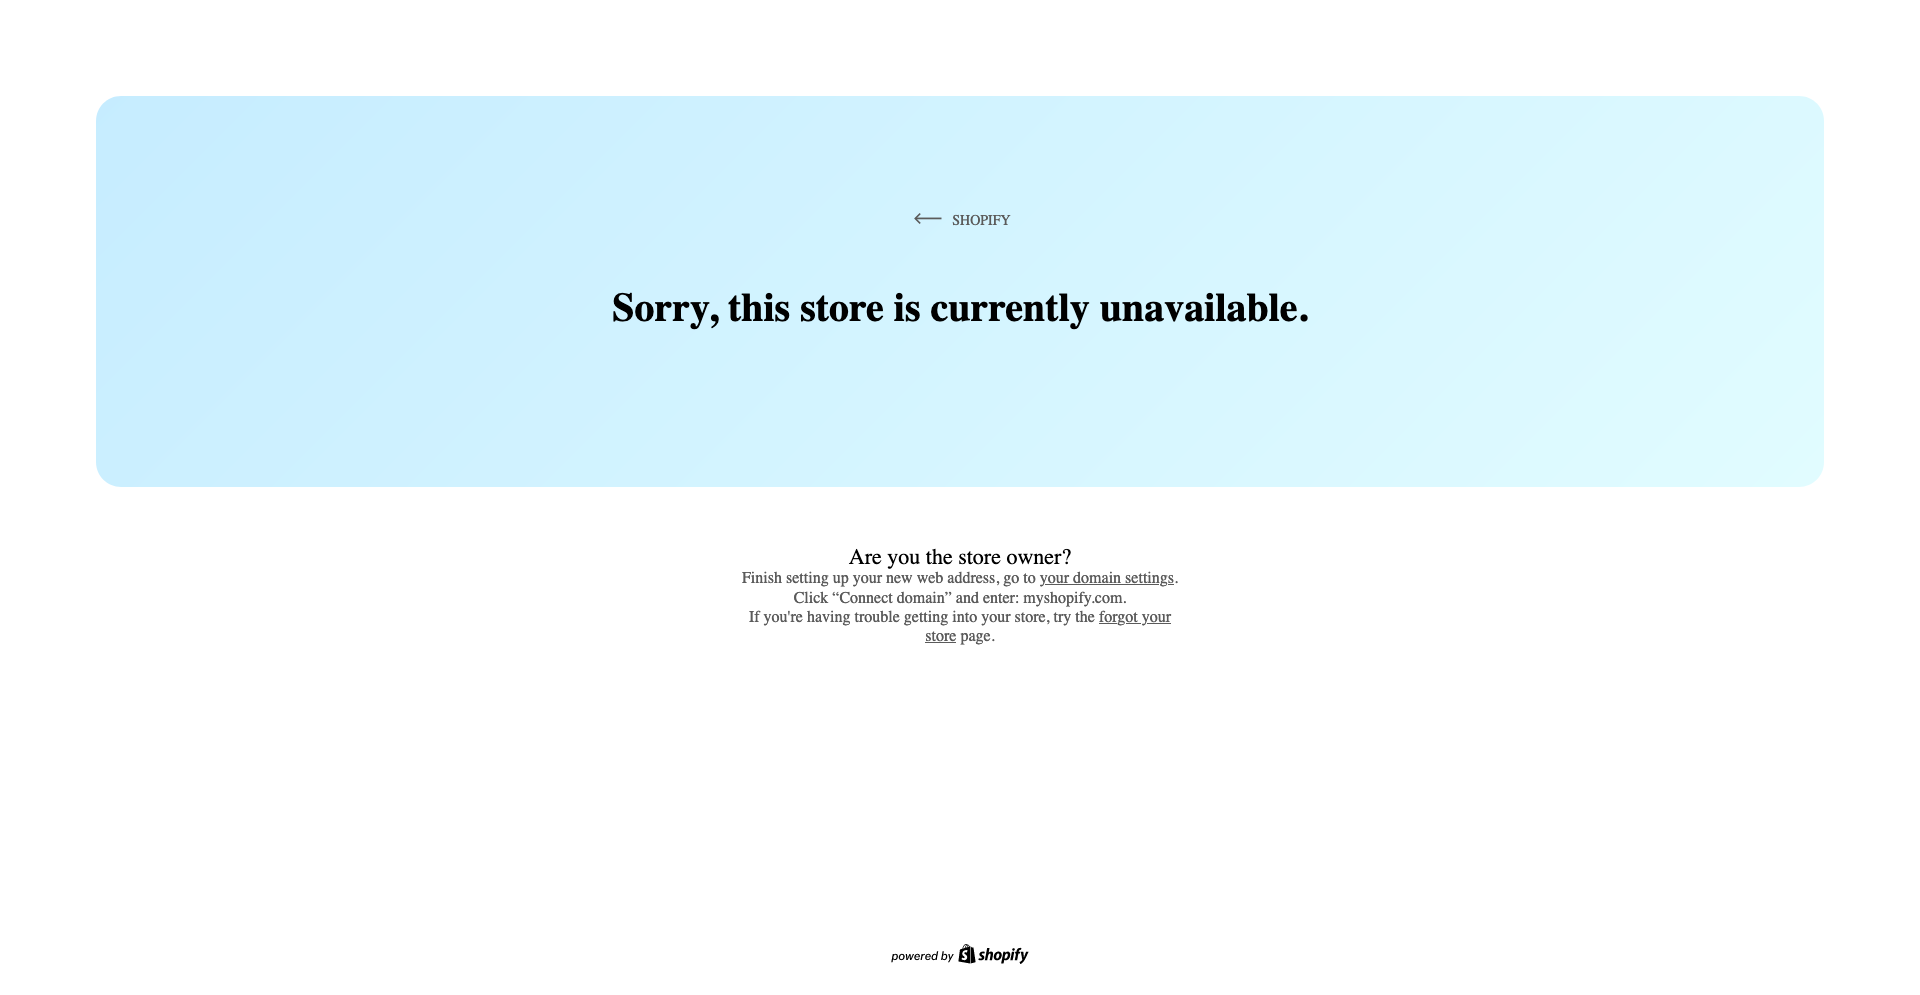 SHOPIFY
Sorry, this store is currently unavailable.
Are you the store owner?
Finish setting up your new web address, go to your domain settings.
Click “Connect domain” and enter: myshopify.com.
If you're having trouble getting into your store, try the forgot your
store page.
powered by shopify